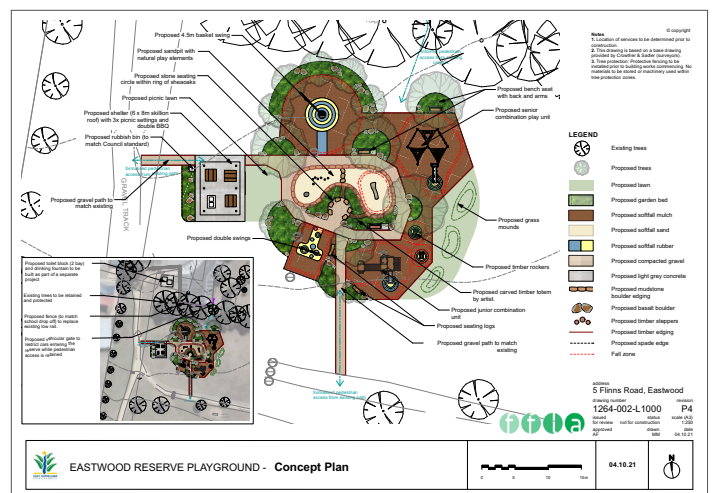 Proposed 4.5m basket swing
Proposed sandpit with
natural play elements
Proposed stone seating
circle within ring of sheaoaks
Proposed picnic lawn
Proposed shelter (6 x 8m skillion
roof) with 3x picnic settings and
double BBQ
Proposed rubbish bin (to
match Council standard)
Proposed gravel path to
match existing
GRAVEL TRACK
Proposed double swings
Proposed bench seat
with back and arms
Proposed senior
combination play unit
Proposed grass
mounds
Proposed timber rockers
Proposed carved timber totem
by artist.
Proposed junior combination
unit
Proposed seating logs
Proposed gravel path to match
existing
formalised pedestrian
access from existing path
Proposed toilet block (2 bay)
and drinking fountain to be
built as part of a separate
project
Existing trees to be retained
and protected
Proposed fence (to match
school drop off) to replace
existing low rail.
Proposed vehicular gate to
restrict cars entering the
reserve while pedestrian
access is retained
© copyright
Notes
1. Location of services to be determined prior to
construction.
2. This drawing is based on a base drawing
provided by Crowther & Sadler (surveyors).
3. Tree protection: Protective fencing to be
installed prior to building works commencing. No
materials to be stored or machinery used within
tree protection zones.
LEGEND
Existing trees
Proposed trees
Proposed lawn
Proposed garden bed
Proposed softfall mulch
Proposed softfall sand
Proposed softfall rubber
Proposed compacted gravel
Proposed light grey concrete
Proposed mudstone
boulder edging
Proposed basalt boulder
Proposed timber steppers
Proposed timber edging
Proposed spade edge
Fall zone
address
5 Flinns Road, Eastwood
drawing number revision
1264-002-L1000 P4
issued status scale (A3)
for review not for construction 1:250
approved drawn date
AF MM 04.10.21
ffla
EAST GIPPSLAND
EASTWOOD RESERVE PLAYGROUND - Concept Plan
0 5 10 15m
04.10.21
N